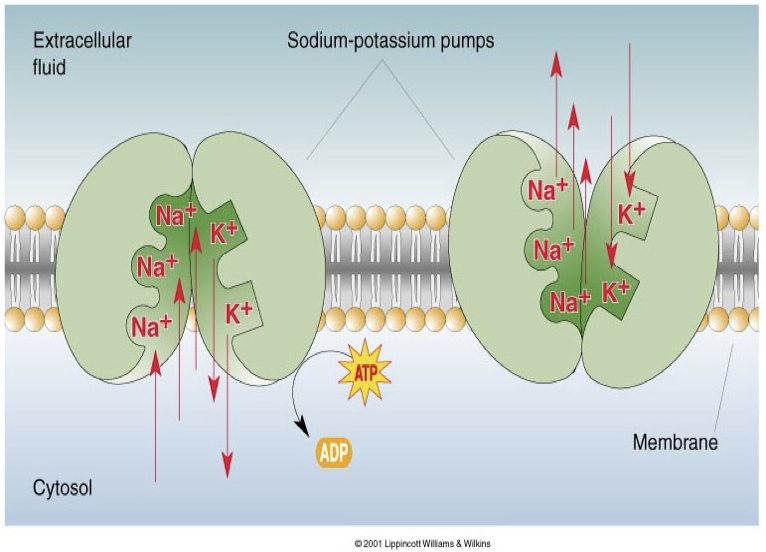 Extracellular
fluid
Sodium-potassium pumps
Na+
K+
Na+
K+
Na+
Na+
K+
Na+
K+
Na+
ATP
ADP
Membrane
Cytosol
© 2001 Lippincott Williams & Wilkins